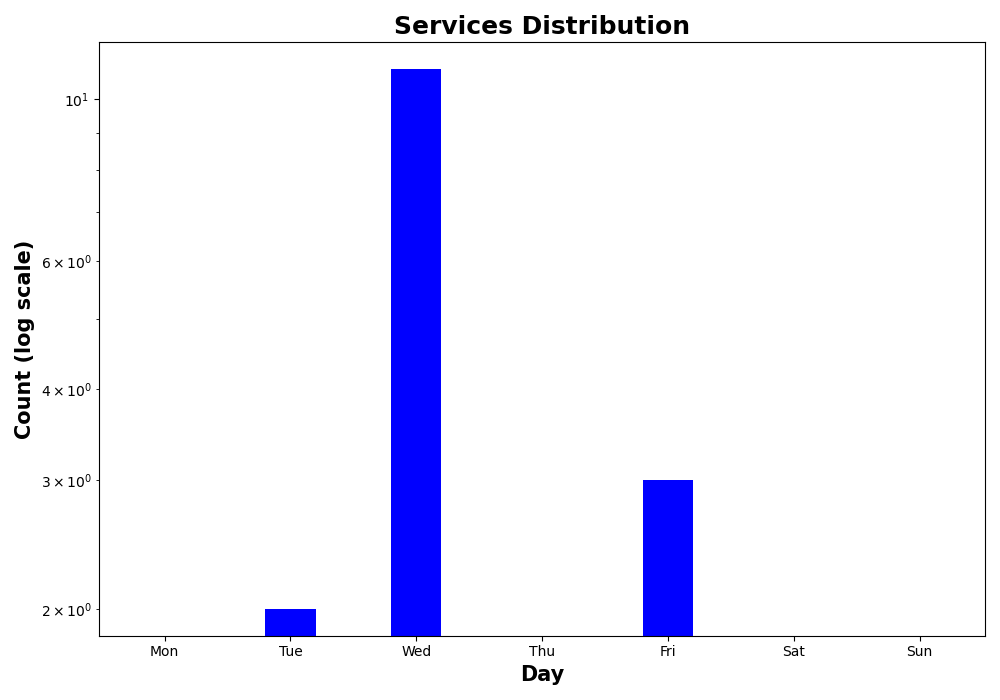 Services Distribution
Count (log scale)
10¹
6 × 10⁰
4 × 10⁰
3 × 10⁰
2 × 10⁰
Mon Tue Wed Thu Fri Sat Sun
Day